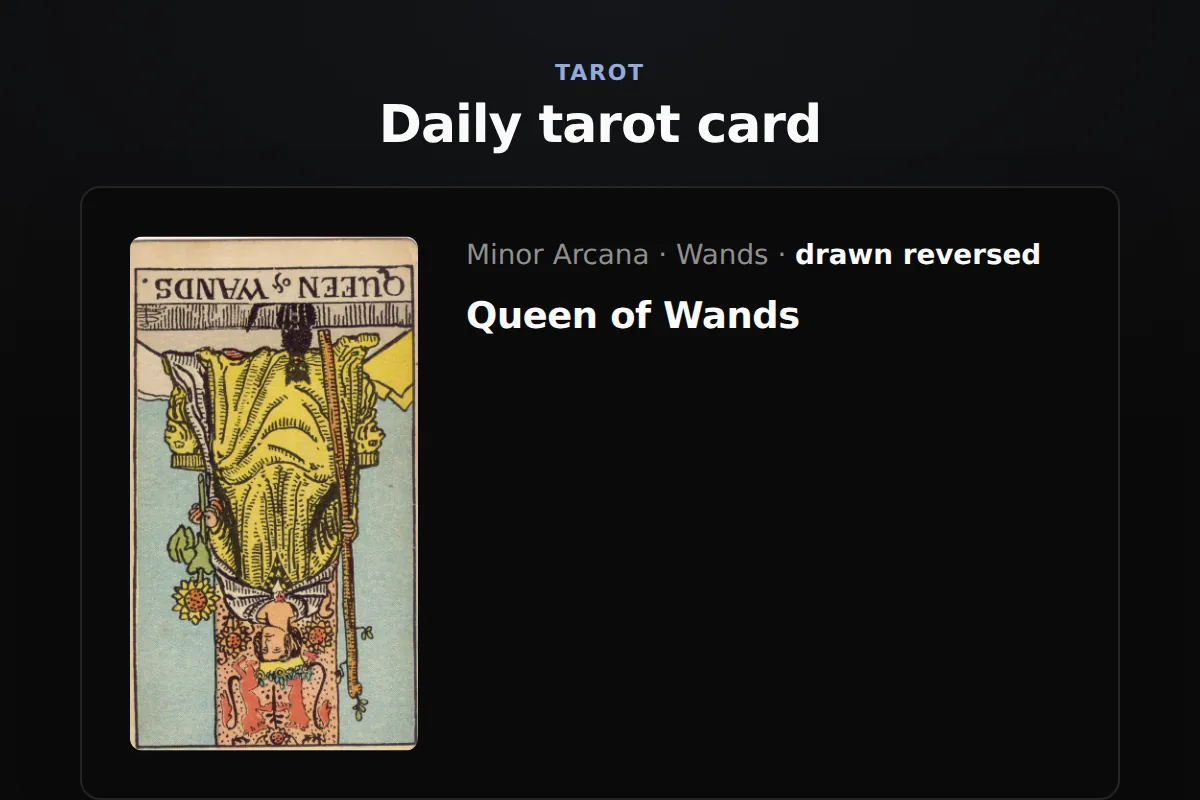 TAROT
Daily tarot card
QUEEN of WANDS.
Minor Arcana · Wands · drawn reversed
Queen of Wands